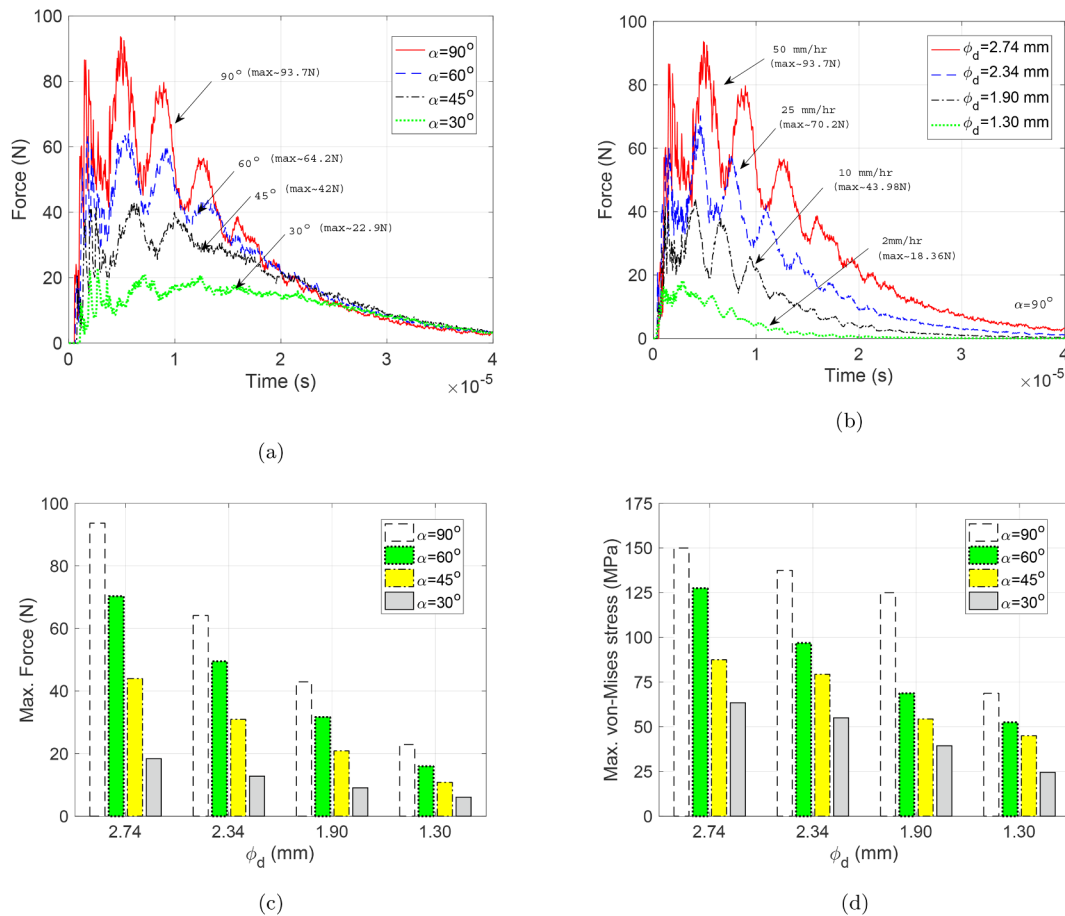 Force (N)
100
80
60
40
20
0
0
1
2
3
4
Time (s)
×10⁻⁵
α=90°
α=60°
α=45°
α=30°
90° (max~93.7N)
60° (max~64.2N)
45° (max~42N)
30° (max~22.9N)
(a)
Force (N)
100
80
60
40
20
0
0
1
2
3
4
Time (s)
×10⁻⁵
ϕd=2.74 mm
ϕd=2.34 mm
ϕd=1.90 mm
ϕd=1.30 mm
50 mm/hr
(max~93.7N)
25 mm/hr
(max~70.2N)
10 mm/hr
(max~43.98N)
2mm/hr
(max~18.36N)
α=90°
(b)
Max. Force (N)
100
80
60
40
20
0
2.74
2.34
1.90
1.30
ϕd (mm)
α=90°
α=60°
α=45°
α=30°
(c)
Max. von-Mises stress (MPa)
175
150
125
100
75
50
25
0
2.74
2.34
1.90
1.30
ϕd (mm)
α=90°
α=60°
α=45°
α=30°
(d)